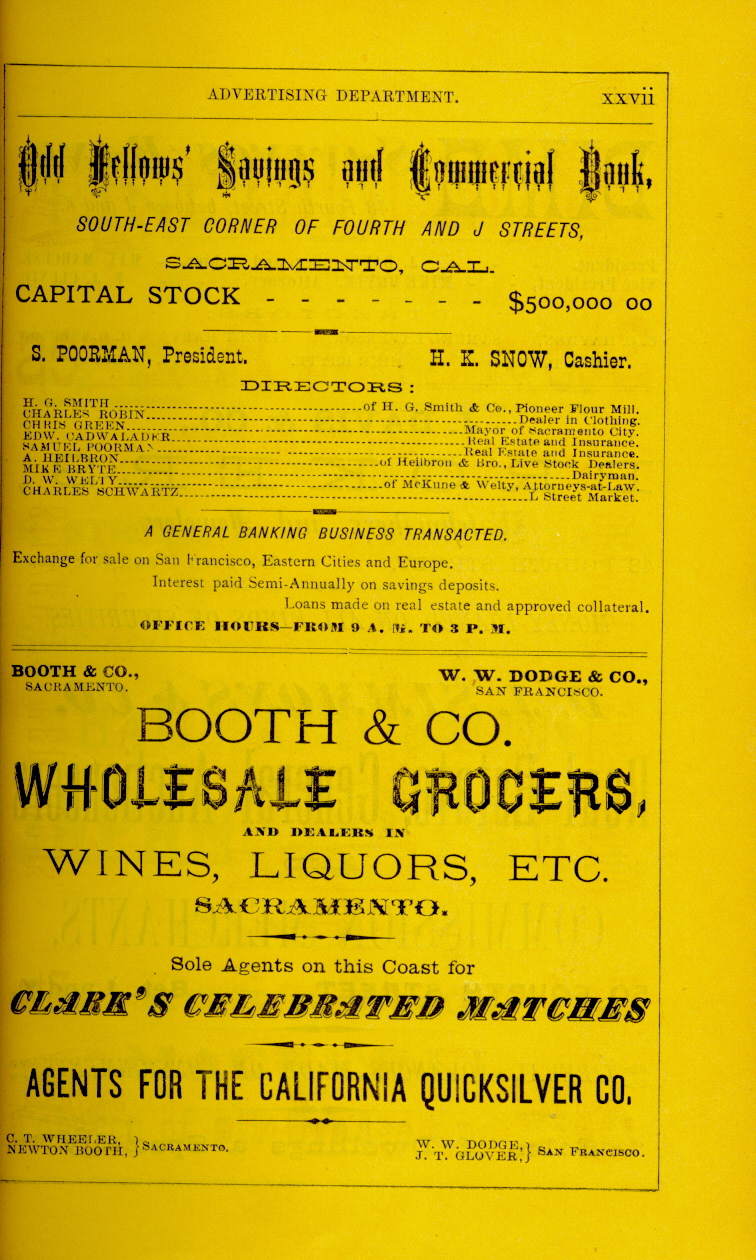 ADVERTISING DEPARTMENT. xxvii
Odd Fellows' Savings and Commercial Bank,
SOUTH-EAST CORNER OF FOURTH AND J STREETS,
SACRAMENTO, CAL.
CAPITAL STOCK - - - - - - - $500,000 00
S. POORMAN, President. H. K. SNOW, Cashier.
DIRECTORS:
H. G. SMITH of H. G. Smith & Co., Pioneer Flour Mill.
CHARLES ROBIN Dealer in Clothing.
CHRIS GREEN Mayor of Sacramento City.
EDW. CADWALADER Real Estate and Insurance.
SAMUEL POORMAN Real Estate and Insurance.
A. HEILBRON of Heilbron & Bro., Live Stock Dealers.
MIKE BRYTE Dairyman.
D. W. WELTY of McKune & Welty, Attorneys-at-Law.
CHARLES SCHWARTZ L Street Market.
A GENERAL BANKING BUSINESS TRANSACTED.
Exchange for sale on San Francisco, Eastern Cities and Europe.
Interest paid Semi-Annually on savings deposits.
Loans made on real estate and approved collateral.
OFFICE HOURS—FROM 9 A. M. TO 3 P. M.
BOOTH & CO., W. W. DODGE & CO.,
SACRAMENTO. SAN FRANCISCO.
BOOTH & CO.
WHOLESALE GROCERS,
AND DEALERS IN
WINES, LIQUORS, ETC.
SACRAMENTO.
Sole Agents on this Coast for
CLARK'S CELEBRATED MATCHES
AGENTS FOR THE CALIFORNIA QUICKSILVER CO.
C. T. WHEELER, } SACRAMENTO. W. W. DODGE, } SAN FRANCISCO.
NEWTON BOOTH, J. T. GLOVER,